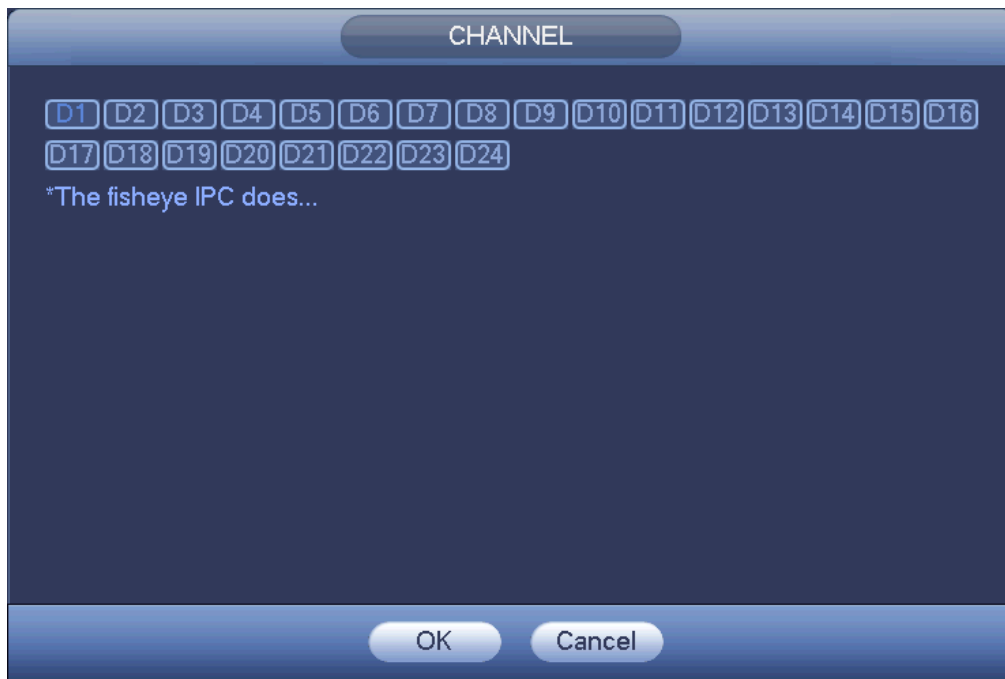 CHANNEL
D1 D2 D3 D4 D5 D6 D7 D8 D9 D10 D11 D12 D13 D14 D15 D16
D17 D18 D19 D20 D21 D22 D23 D24
*The fisheye IPC does...
OK Cancel